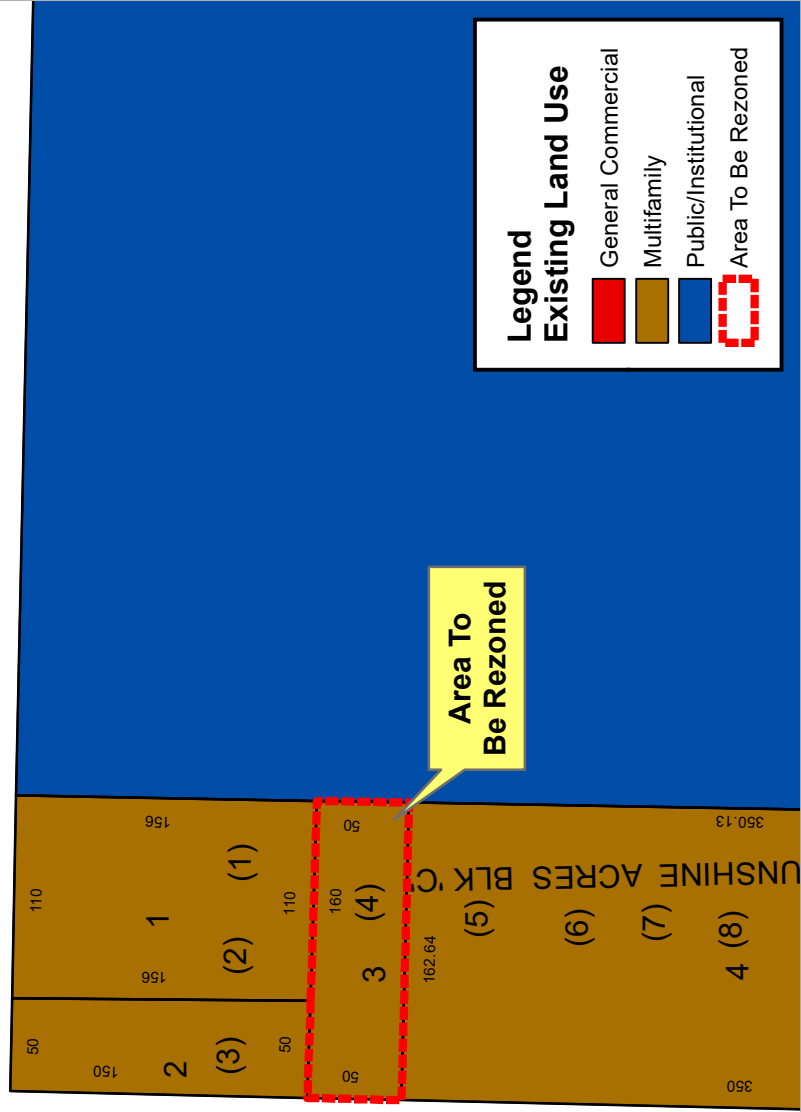 Legend
Existing Land Use
General Commercial
Multifamily
Public/Institutional
Area To Be Rezoned
Area To
Be Rezoned
110
156
1
(1)
(2)
156
110
50
150
2
(3)
50
160
50
(4)
3
50
162.64
UNSHINE ACRES BLK 'C'
(5)
(6)
(7)
4 (8)
350.13
350